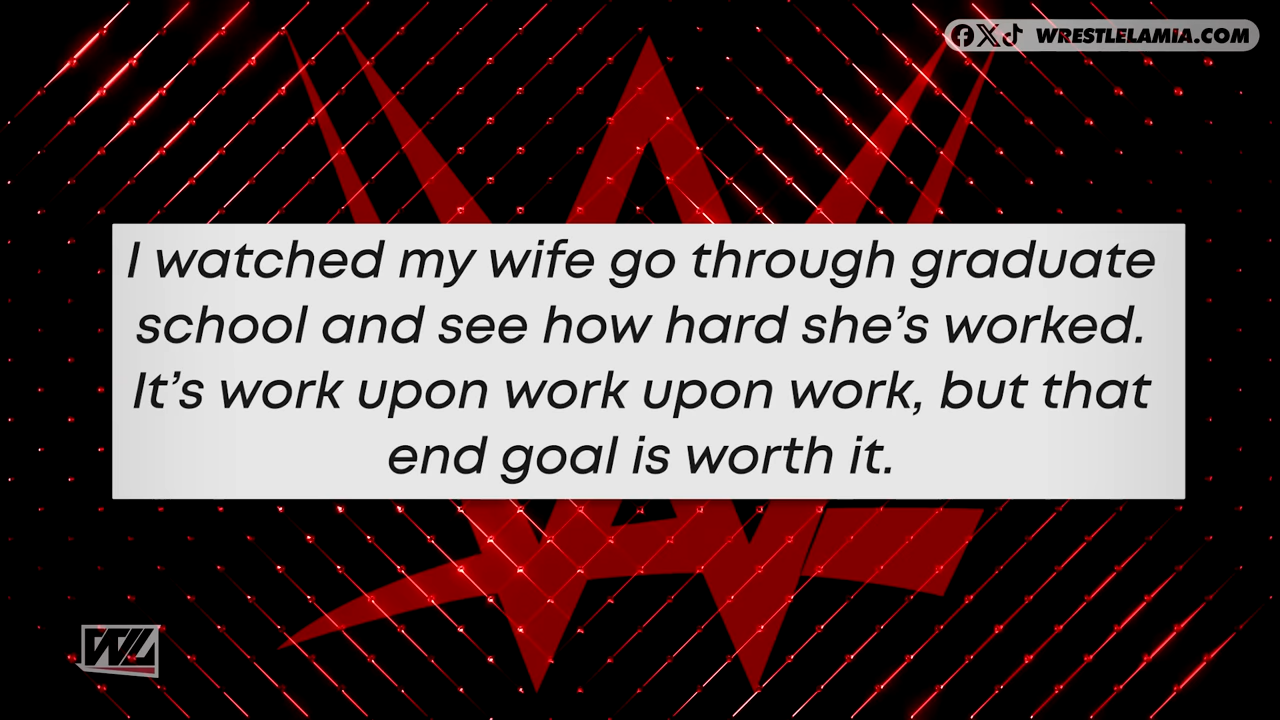 WRESTLELAMIA.COM
I watched my wife go through graduate
school and see how hard she’s worked.
It’s work upon work upon work, but that
end goal is worth it.
WL